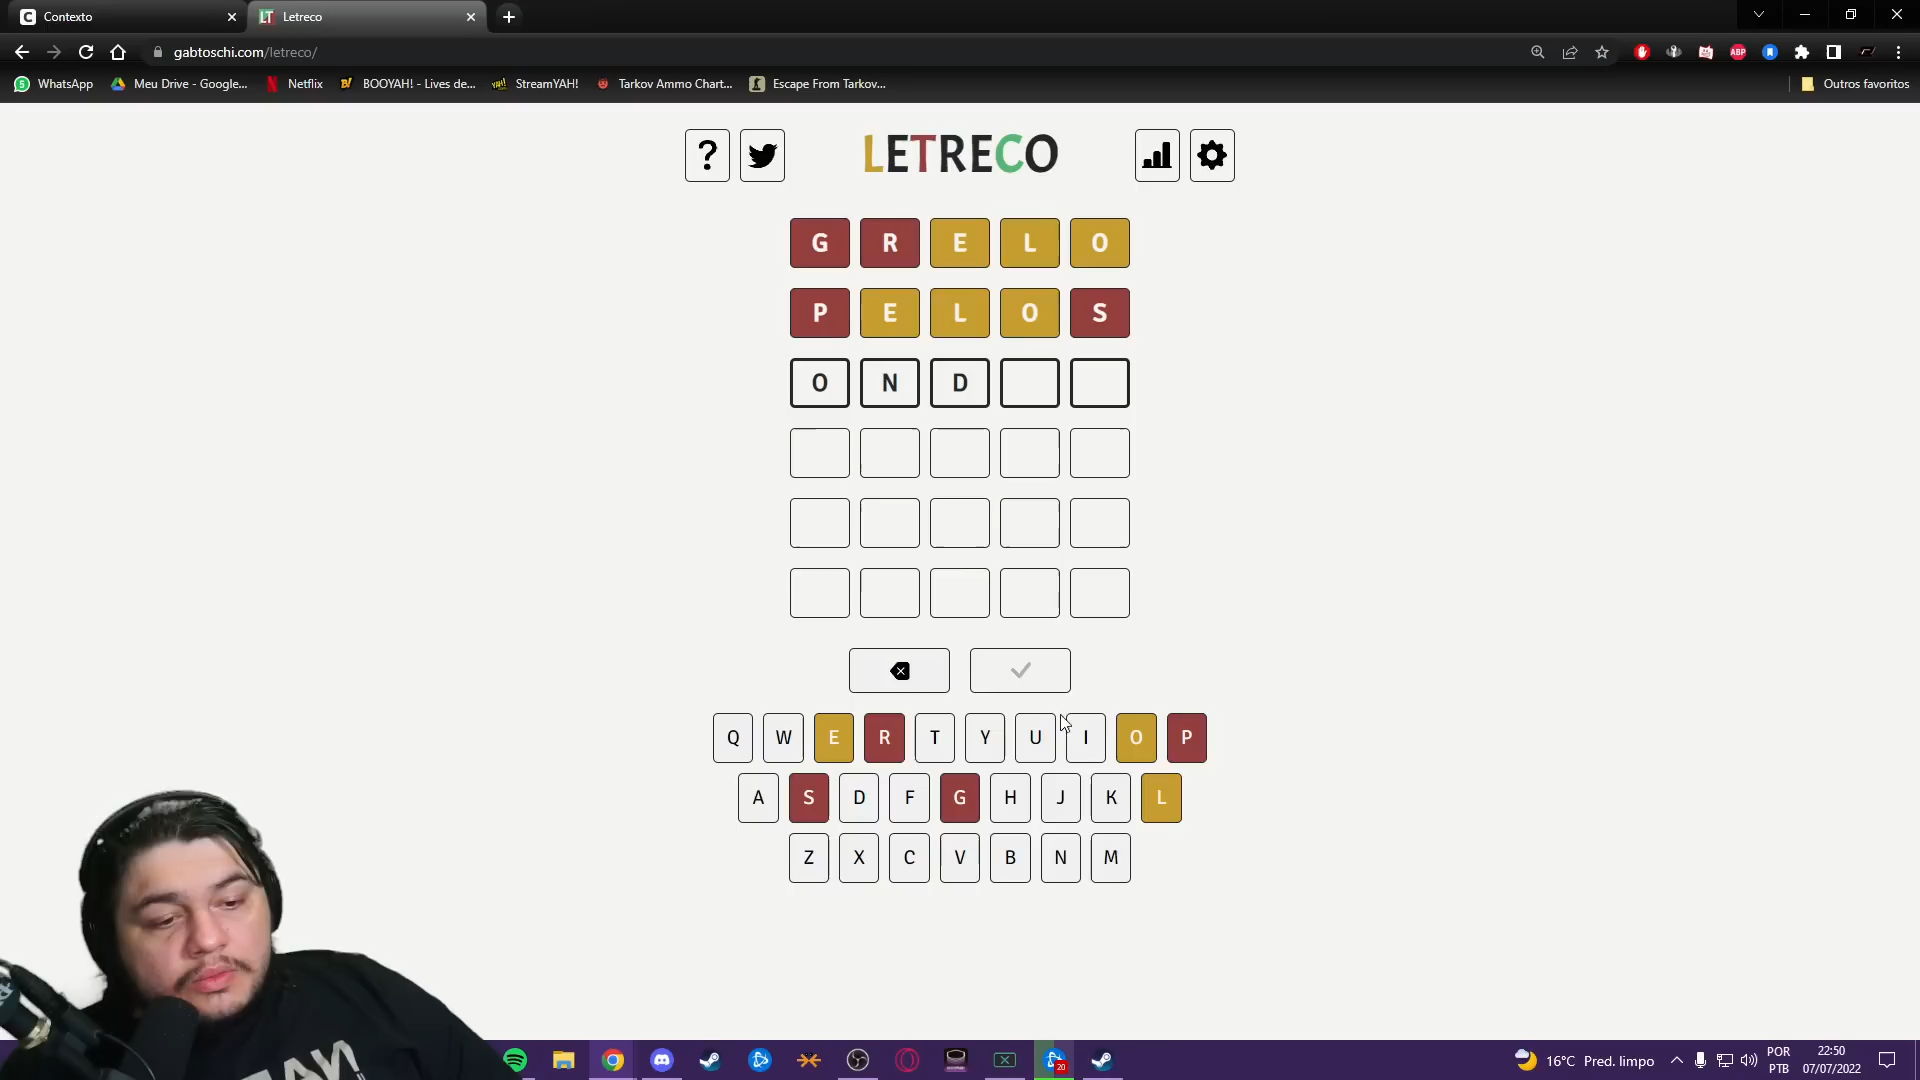 Contexto
Letreco
gabtoschi.com/letreco/
WhatsApp
Meu Drive - Google...
Netflix
BOOYAH! - Lives de...
StreamYAH!
Tarkov Ammo Chart...
Escape From Tarkov...
Outros favoritos
? LETRECO
G R E L O
P E L O S
O N D
Q W E R T Y U I O P
A S D F G H J K L
Z X C V B N M
20
16°C Pred. limpo
POR
PTB
22:50
07/07/2022